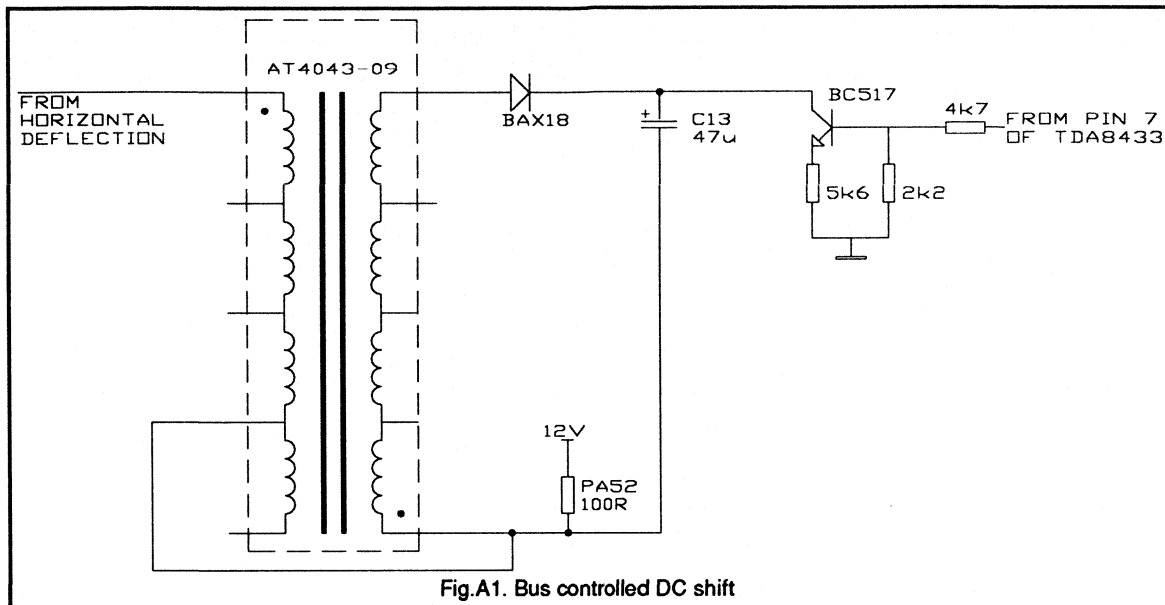 AT4043-09
FROM
HORIZONTAL
DEFLECTION
BAX18
+
C13
47u
BC517
4k7
FROM PIN 7
OF TDA8433
5k6
2k2
12V
PA52
100R
Fig.A1. Bus controlled DC shift